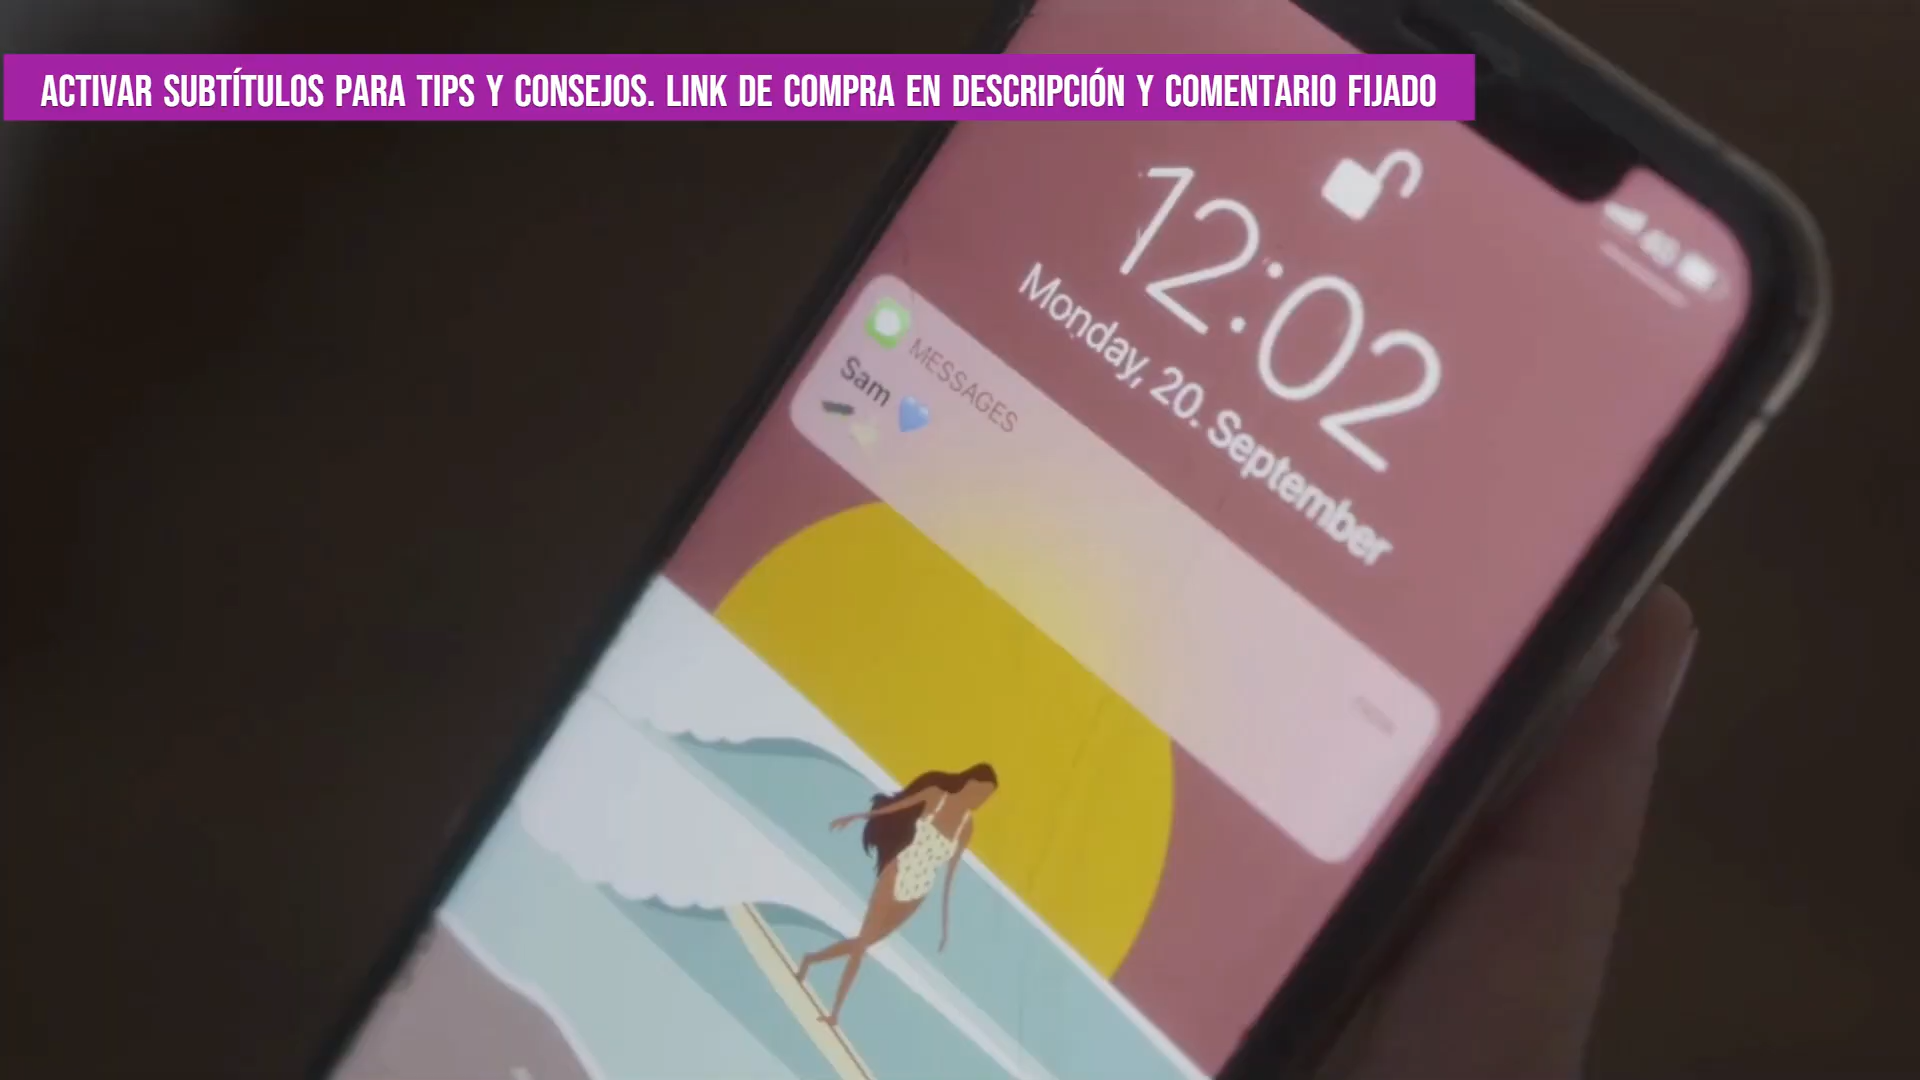 ACTIVAR SUBTÍTULOS PARA TIPS Y CONSEJOS. LINK DE COMPRA EN DESCRIPCIÓN Y COMENTARIO FIJADO
12:02
Monday, 20. September
MESSAGES
Sam 💙